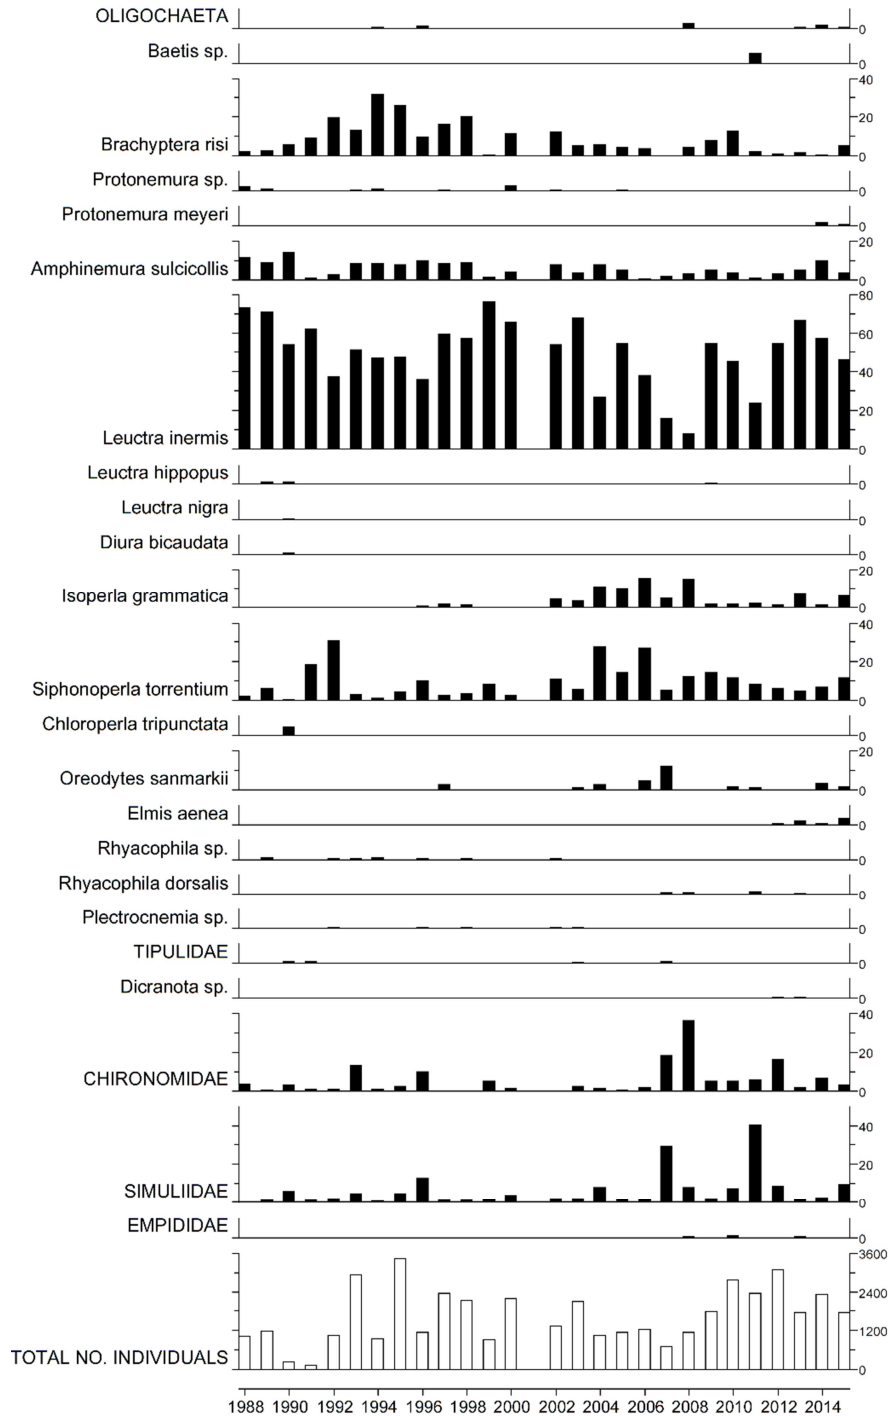 OLIGOCHAETA
0
Baetis sp.
0
40
20
Brachyptera risi
0
Protonemura sp.
0
Protonemura meyeri
0
20
Amphinemura sulcicollis
0
80
60
40
20
Leuctra inermis
0
Leuctra hippopus
0
Leuctra nigra
0
Diura bicaudata
0
20
Isoperla grammatica
0
40
20
Siphonoperla torrentium
0
Chloroperla tripunctata
0
20
Oreodytes sanmarkii
0
Elmis aenea
0
Rhyacophila sp.
0
Rhyacophila dorsalis
0
Plectrocnemia sp.
0
TIPULIDAE
0
Dicranota sp.
0
40
20
CHIRONOMIDAE
0
40
20
SIMULIIDAE
0
EMPIDIDAE
0
3600
2400
1200
TOTAL NO. INDIVIDUALS
0
1988 1990 1992 1994 1996 1998 2000 2002 2004 2006 2008 2010 2012 2014